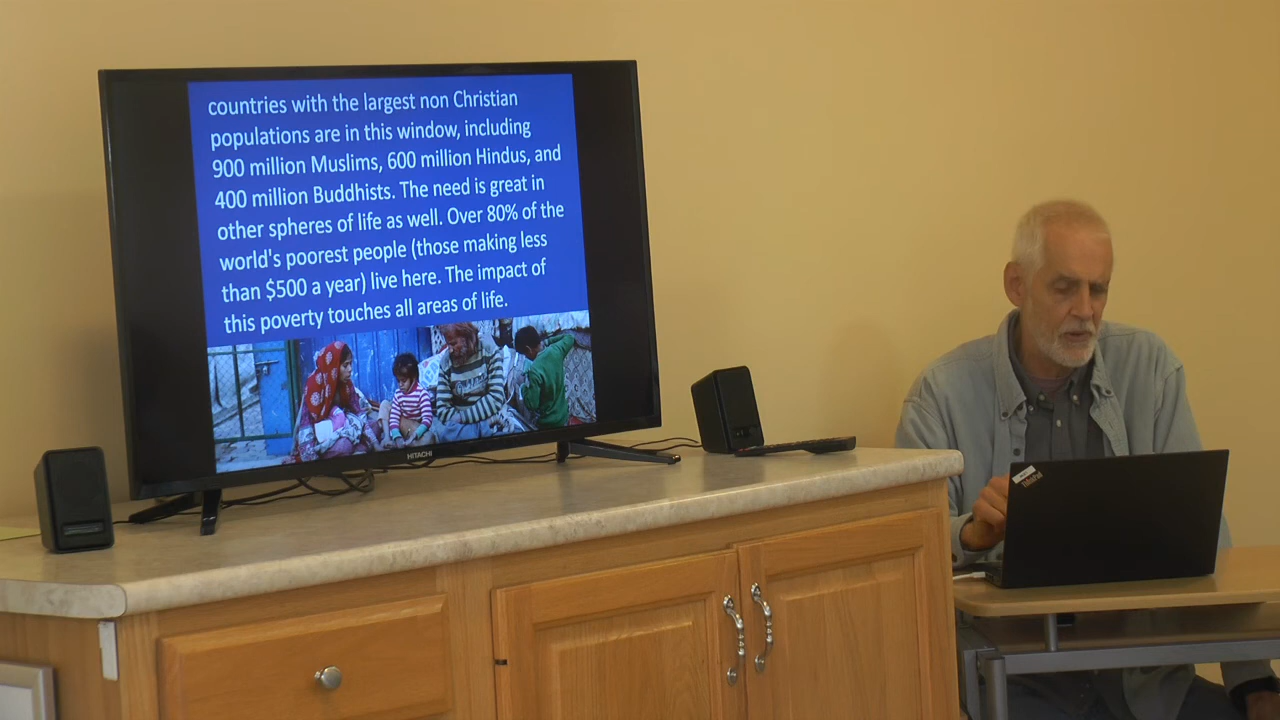 countries with the largest non Christian
populations are in this window, including
900 million Muslims, 600 million Hindus, and
400 million Buddhists. The need is great in
other spheres of life as well. Over 80% of the
world's poorest people (those making less
than $500 a year) live here. The impact of
this poverty touches all areas of life.
HITACHI
ThinkPad